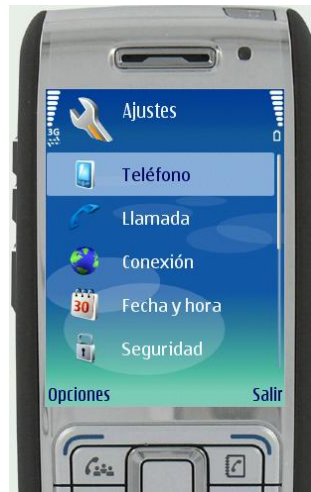 3G
Ajustes
Teléfono
Llamada
Conexión
30
Fecha y hora
Seguridad
Opciones
Salir